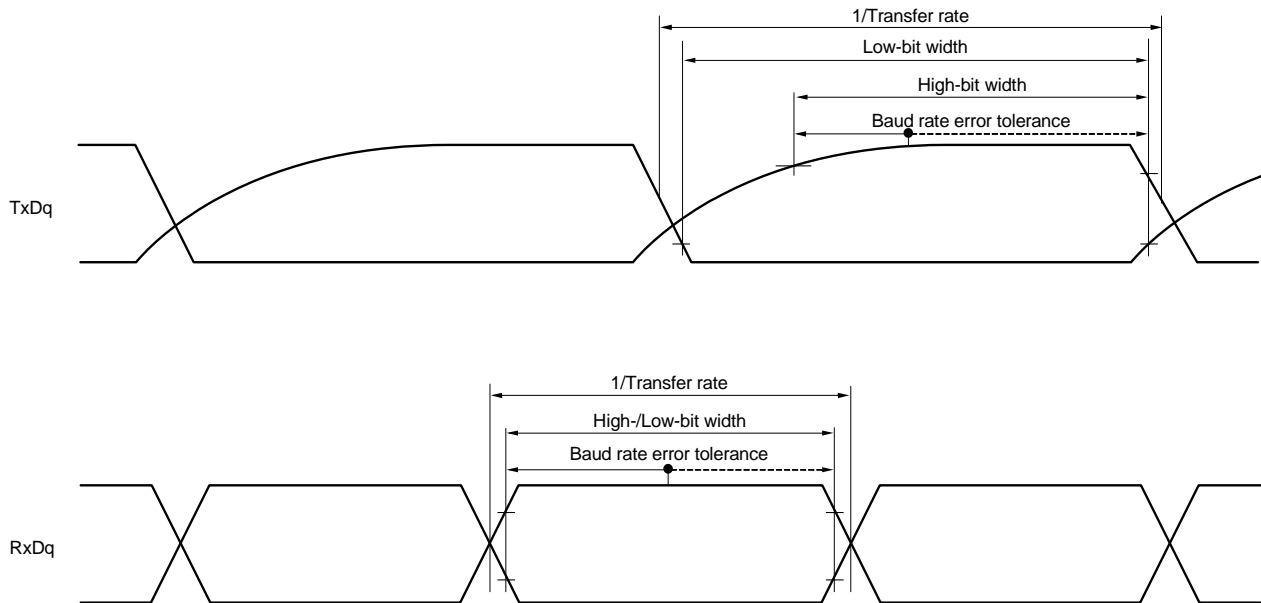 1/Transfer rate
Low-bit width
High-bit width
Baud rate error tolerance
TxDq
1/Transfer rate
High-/Low-bit width
Baud rate error tolerance
RxDq